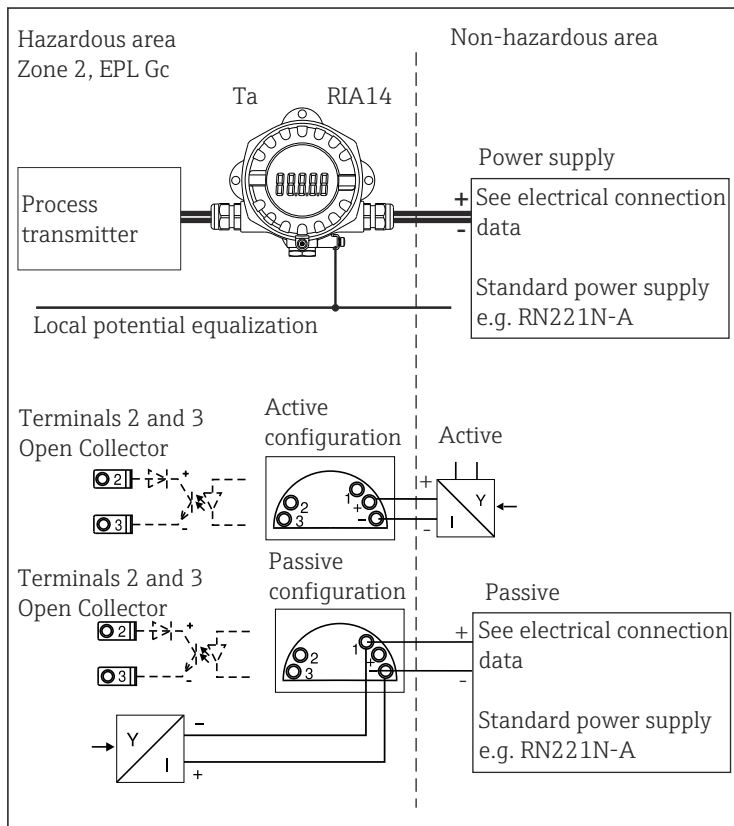 Hazardous area
Zone 2, EPL Gc
Non-hazardous area
Ta
RIA14
Process
transmitter
Power supply
+ See electrical connection
- data
Standard power supply
e.g. RN221N-A
Local potential equalization
Terminals 2 and 3
Open Collector
2
3
+
-
Active
configuration
1
2
3
+
-
Active
+
-
Y
I
Terminals 2 and 3
Open Collector
2
3
+
-
Passive
configuration
1
2
3
+
-
Passive
+
-
See electrical connection
data
Standard power supply
e.g. RN221N-A
Y
I
-
+